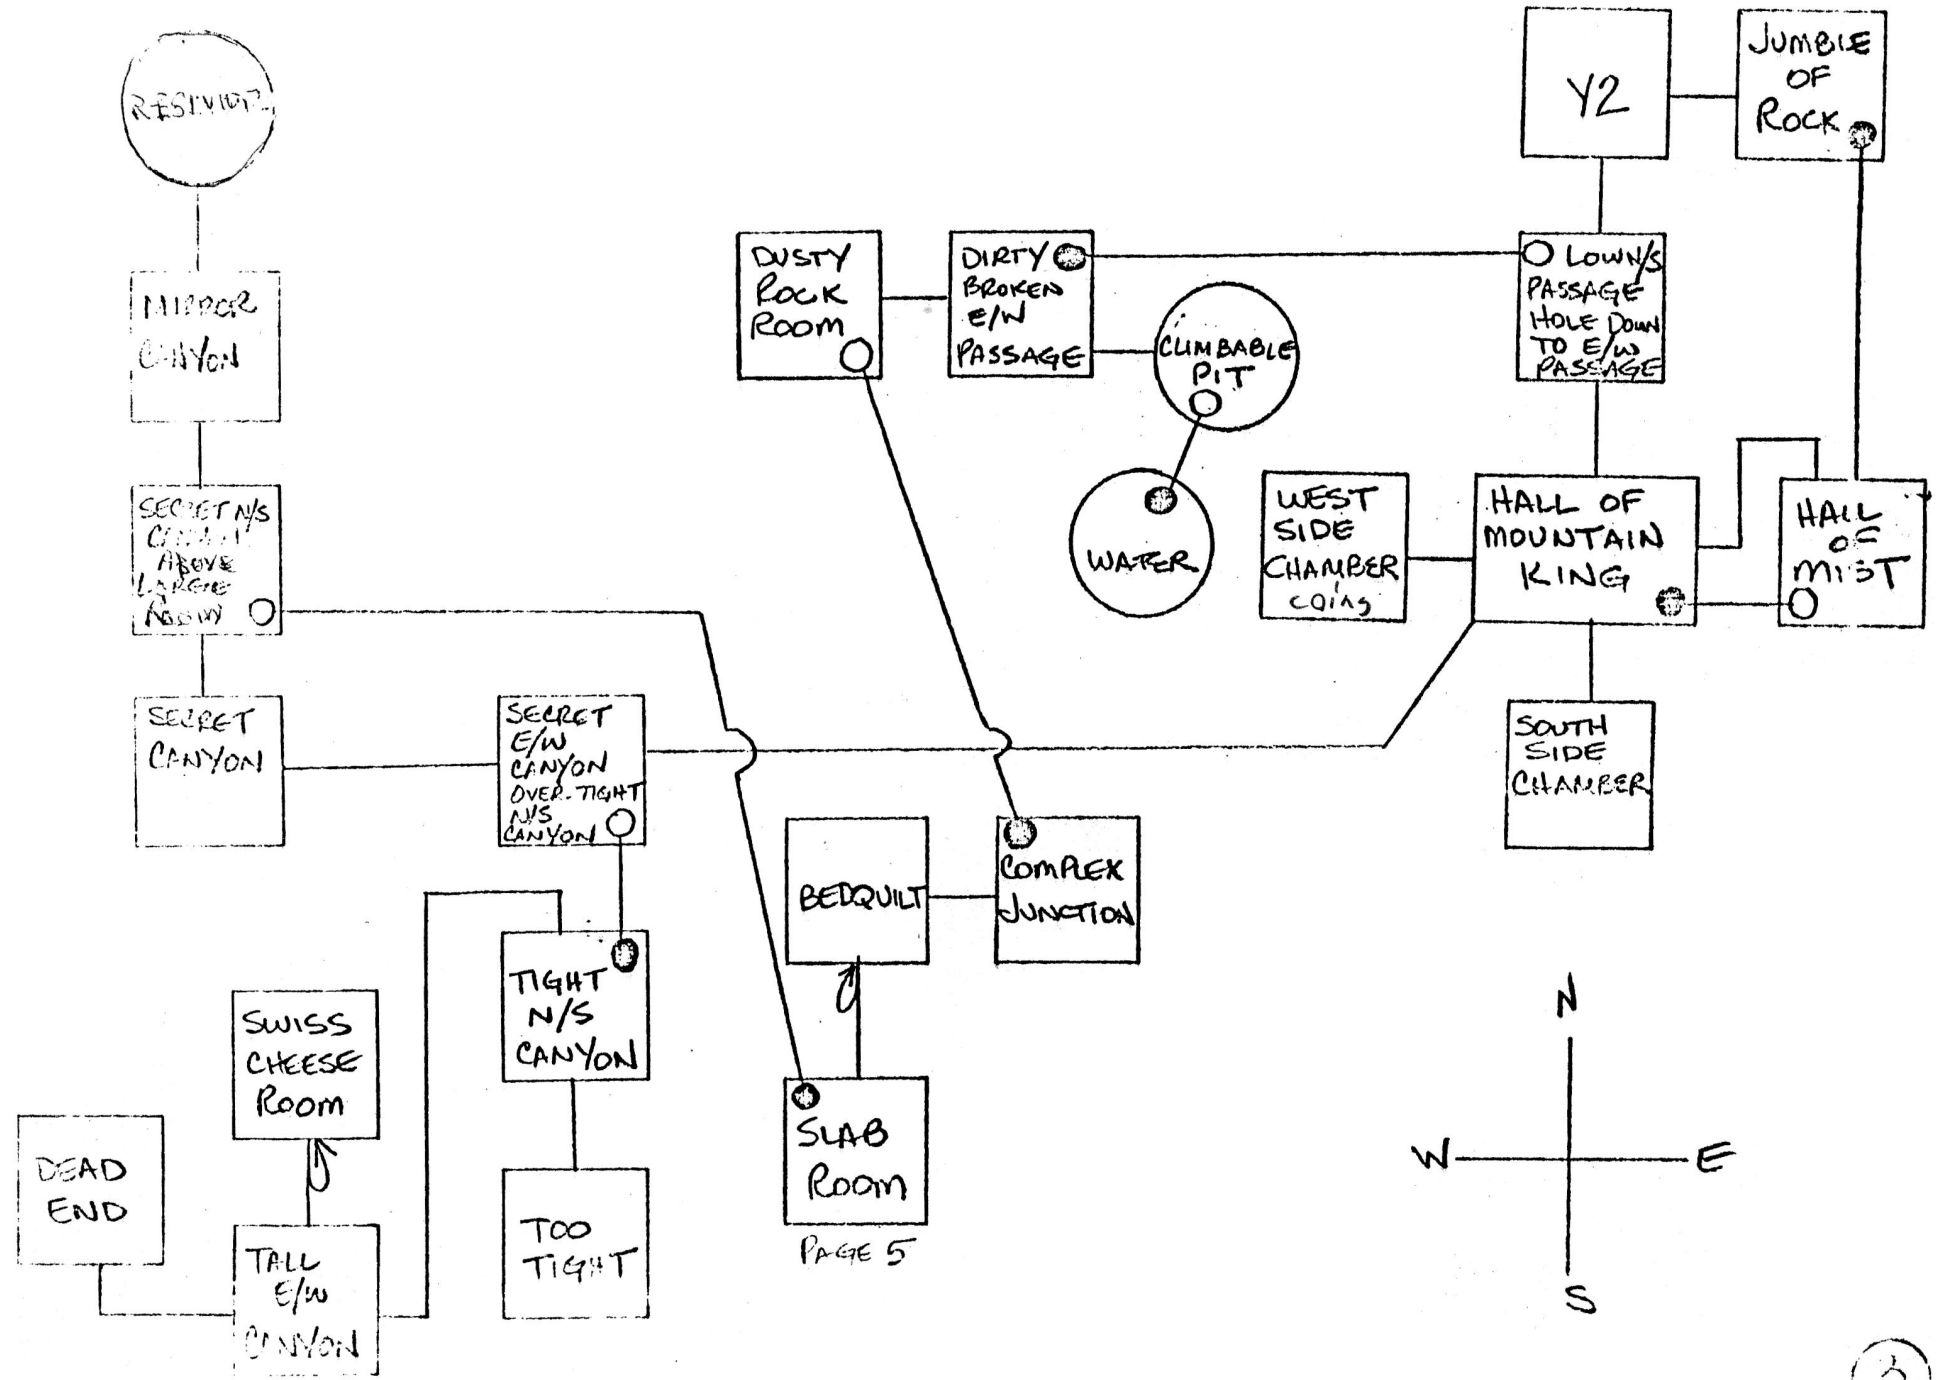 Y2
JUMBLE
OF
ROCK
DUSTY
ROCK
ROOM
DIRTY
BROKEN
E/W
PASSAGE
LOW N/S
PASSAGE
HOLE DOWN
TO E/W
PASSAGE
CLIMBABLE
PIT
MIRROR
CANYON
WATER
WEST
SIDE
CHAMBER
coins
HALL OF
MOUNTAIN
KING
HALL
OF
MIST
SECRET N/S
ABOVE
LARGE
ROOM
SECRET
CANYON
SECRET
E/W
CANYON
OVER TIGHT
N/S
CANYON
SOUTH
SIDE
CHAMBER
BEDQUILT
COMPLEX
JUNCTION
TIGHT
N/S
CANYON
SWISS
CHEESE
ROOM
N
W E
S
SLAB
ROOM
PAGE 5
DEAD
END
TALL
E/W
CANYON
TOO
TIGHT